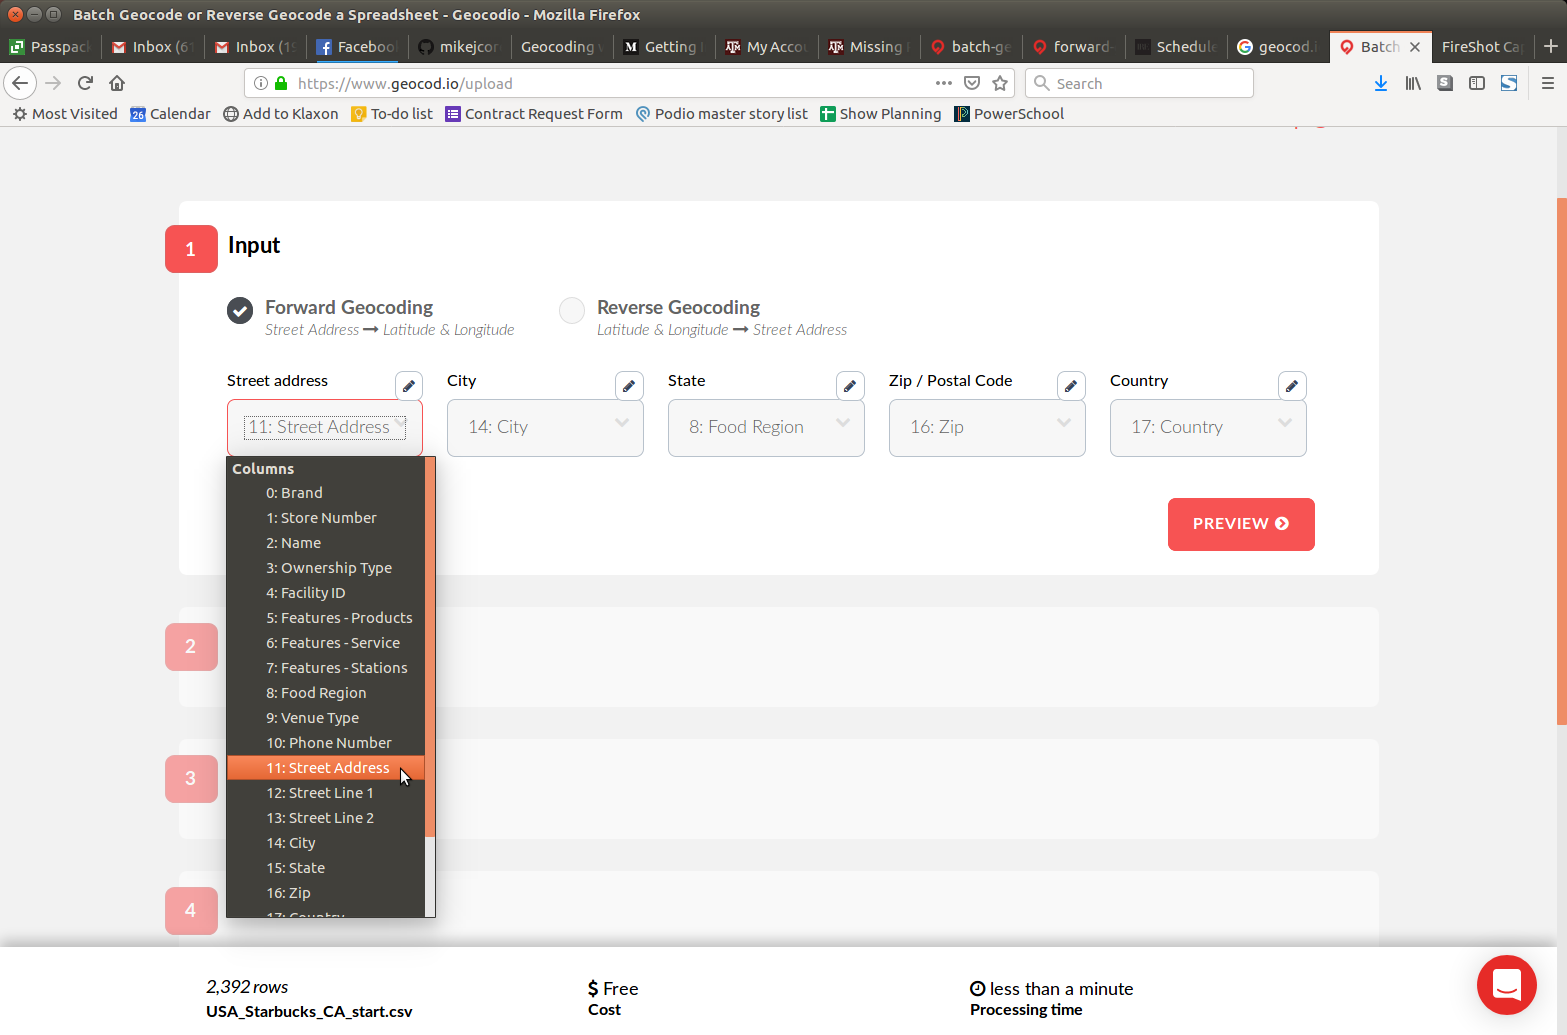 Batch Geocode or Reverse Geocode a Spreadsheet - Geocodio - Mozilla Firefox
Passpack Inbox (6 Inbox (1 Faceboo mikejcor Geocoding Getting My Accou Missing batch-ge forward- Schedule geocod.i Batch FireShot Ca
https://www.geocod.io/upload Search
Most Visited 26 Calendar Add to Klaxon To-do list Contract Request Form Podio master story list Show Planning PowerSchool
1 Input
Forward Geocoding Reverse Geocoding
Street Address → Latitude & Longitude Latitude & Longitude → Street Address
Street address City State Zip / Postal Code Country
11: Street Address 14: City 8: Food Region 16: Zip 17: Country
Columns
0: Brand
1: Store Number
PREVIEW
2: Name
3: Ownership Type
4: Facility ID
5: Features - Products
6: Features - Service
2
7: Features - Stations
8: Food Region
9: Venue Type
10: Phone Number
11: Street Address
3
12: Street Line 1
13: Street Line 2
14: City
15: State
16: Zip
4
17: Country
2,392 rows $ Free less than a minute
USA_Starbucks_CA_start.csv Cost Processing time